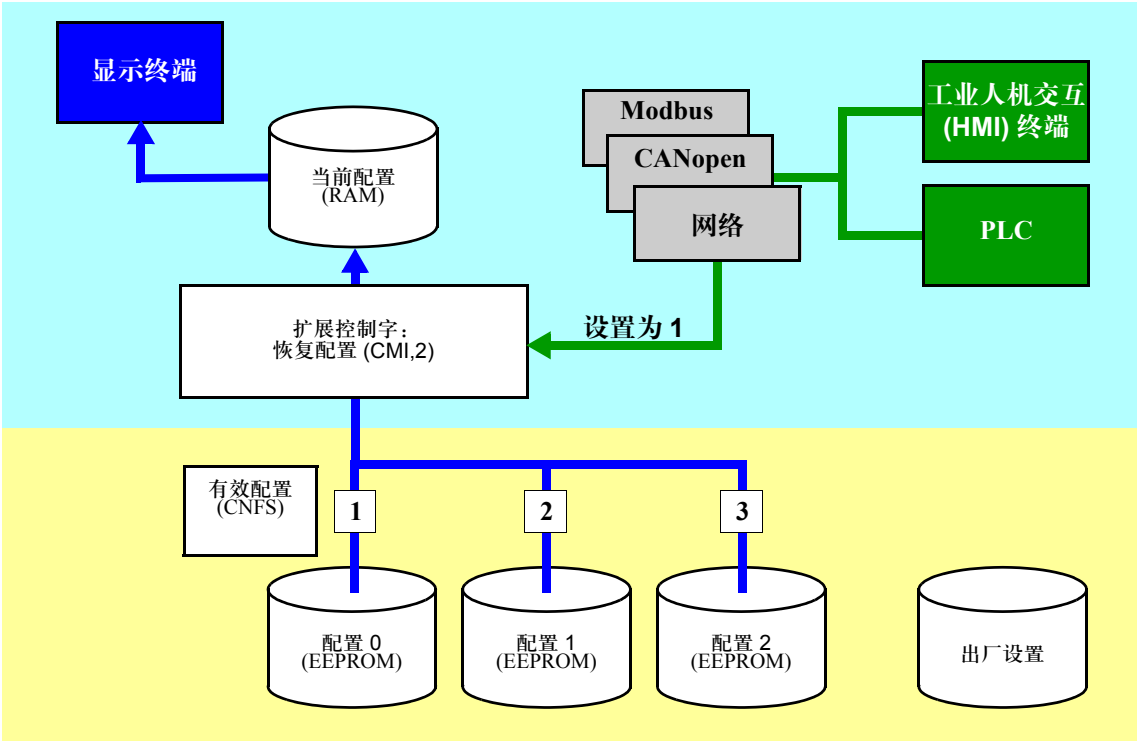 显示终端
当前配置
(RAM)
Modbus
CANopen
网络
工业人机交互
(HMI) 终端
PLC
扩展控制字：
恢复配置 (CMI,2)
设置为 1
有效配置
(CNFS)
1
2
3
配置 0
(EEPROM)
配置 1
(EEPROM)
配置 2
(EEPROM)
出厂设置